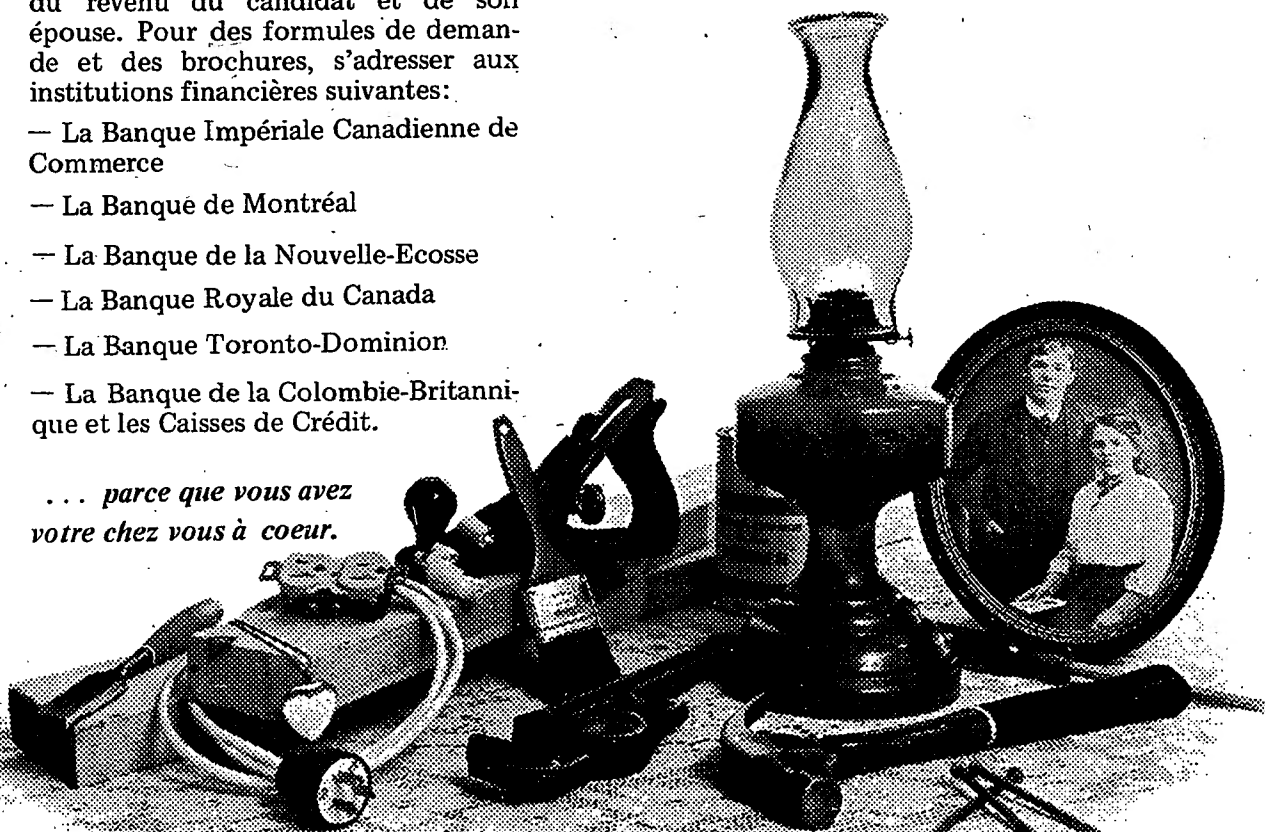 du revenu du candidat et de son
épouse. Pour des formules de deman-
de et des brochures, s'adresser aux
institutions financières suivantes:
— La Banque Impériale Canadienne de
Commerce
— La Banque de Montréal
— La Banque de la Nouvelle-Ecosse
— La Banque Royale du Canada
— La Banque Toronto-Dominion
— La Banque de la Colombie-Britanni-
que et les Caisses de Crédit.
... parce que vous avez
votre chez vous à coeur.